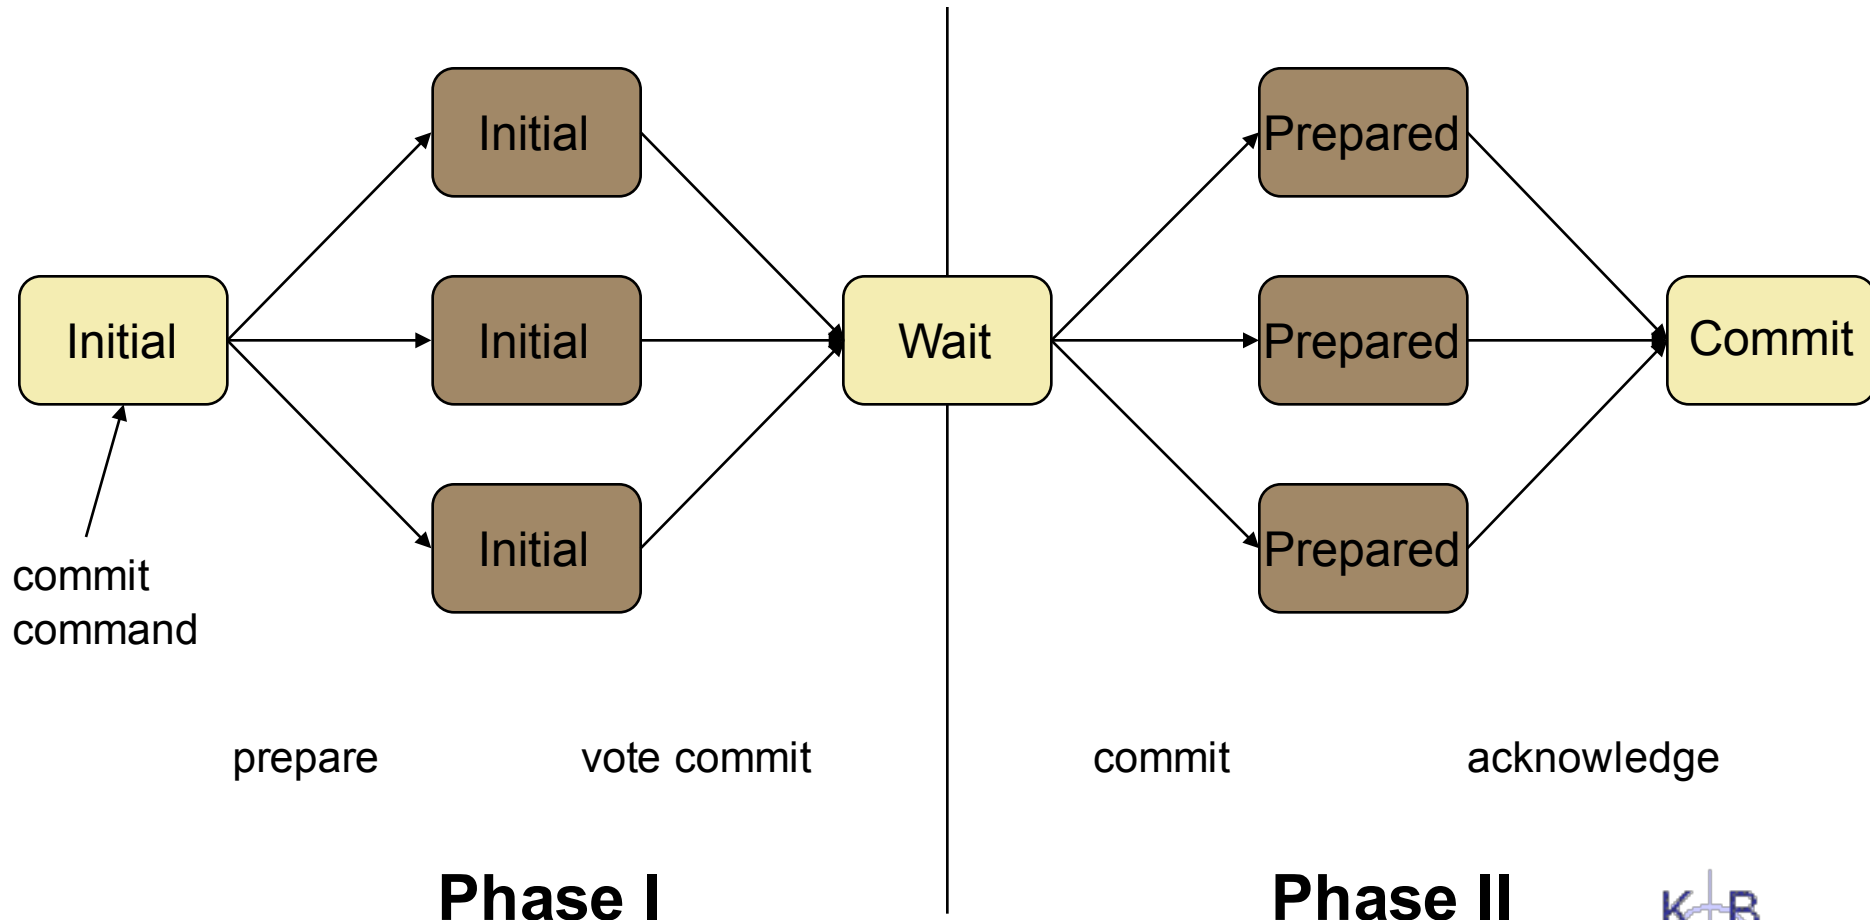 Initial
Prepared
Initial
Initial
Wait
Prepared
Commit
Initial
Prepared
commit
command
prepare
vote commit
commit
acknowledge
Phase I
Phase II
K B